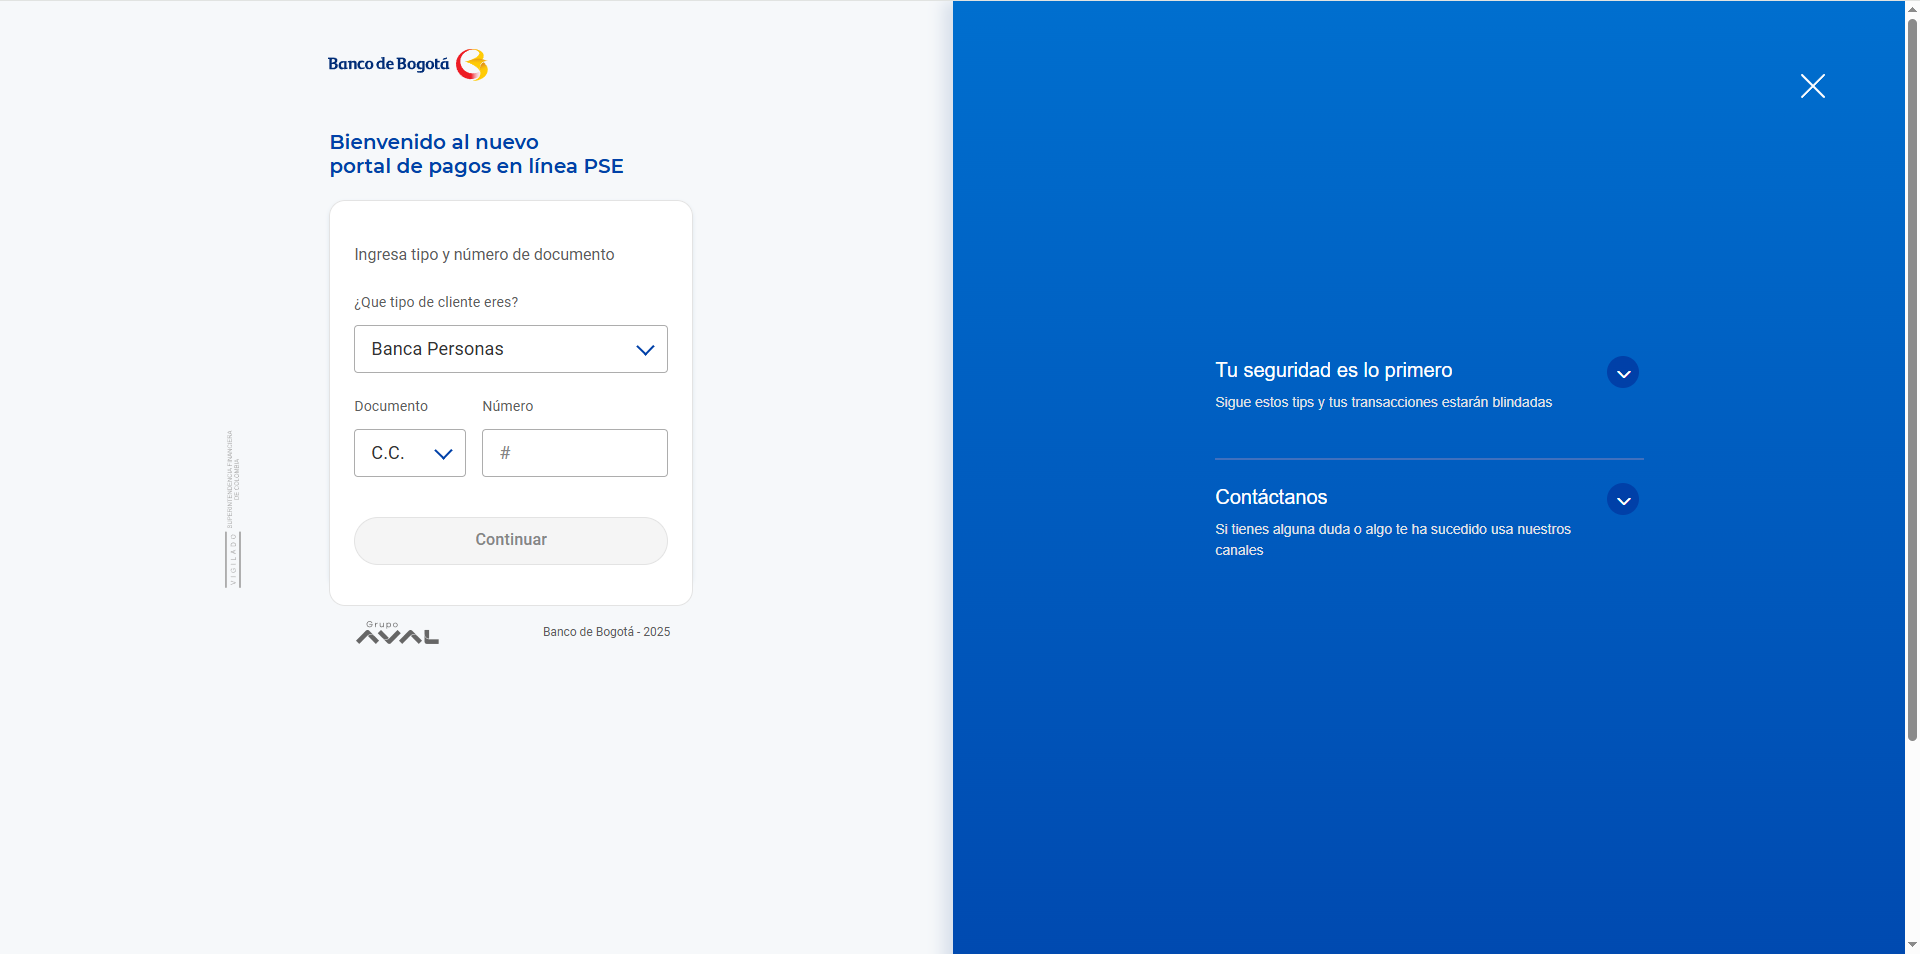 Banco de Bogotá
Bienvenido al nuevo
portal de pagos en línea PSE
Ingresa tipo y número de documento
¿Que tipo de cliente eres?
Banca Personas
Documento
Número
C.C.
#
Continuar
Grupo
AVAL
Banco de Bogotá - 2025
VIGILADO
SUPERINTENDENCIA FINANCIERA
DE COLOMBIA
Tu seguridad es lo primero
Sigue estos tips y tus transacciones estarán blindadas
Contáctanos
Si tienes alguna duda o algo te ha sucedido usa nuestros
canales